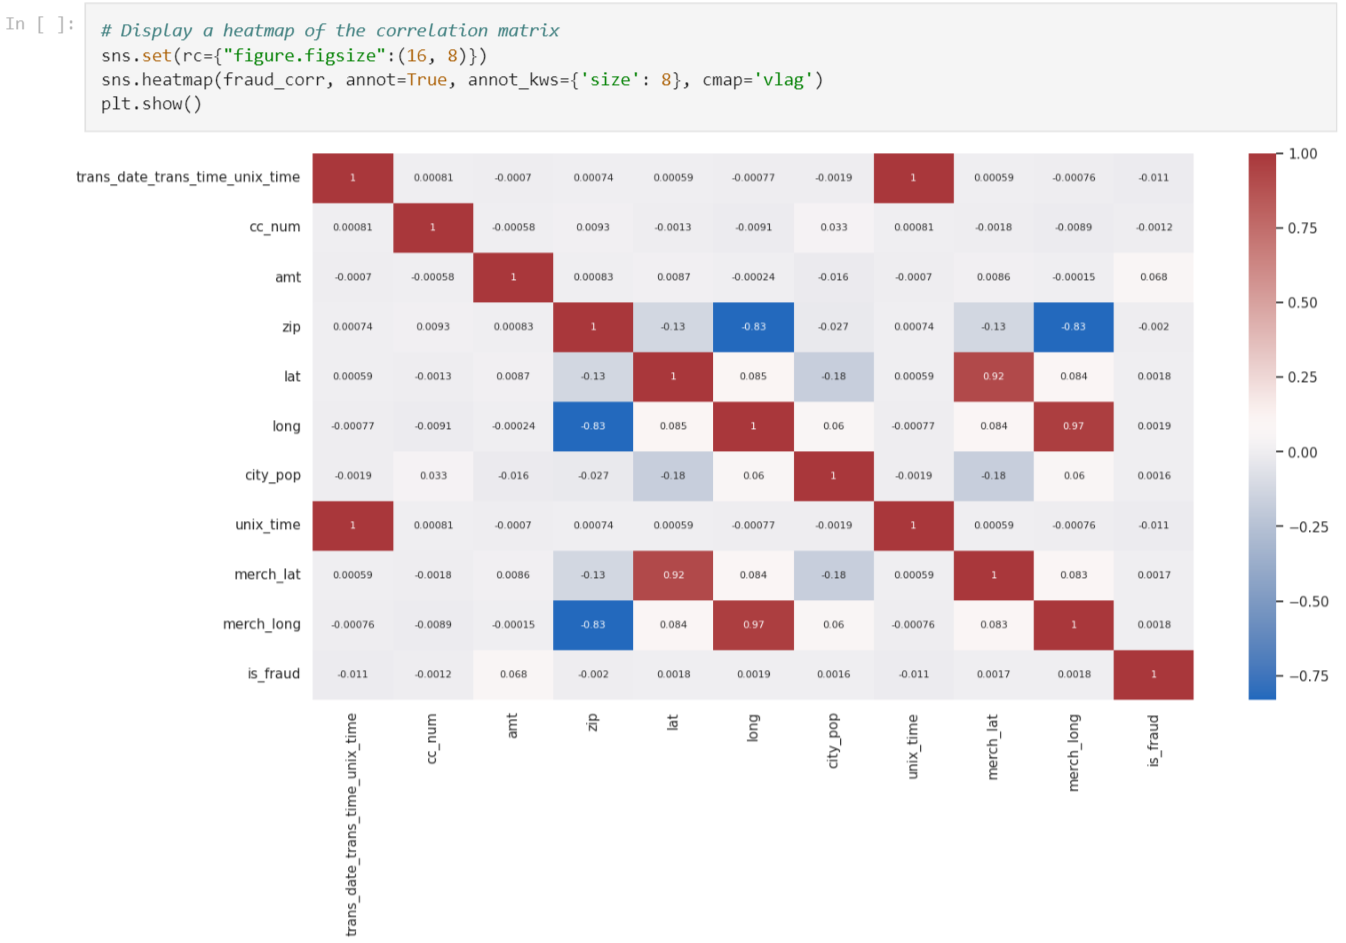 In [ ]:
# Display a heatmap of the correlation matrix
sns.set(rc={"figure.figsize":(16, 8)})
sns.heatmap(fraud_corr, annot=True, annot_kws={'size': 8}, cmap='vlag')
plt.show()
trans_date_trans_time_unix_time 1 0.00081 -0.0007 0.00074 0.00059 -0.00077 -0.0019 1 0.00059 -0.00076 -0.011
cc_num 0.00081 1 -0.00058 0.0093 -0.0013 -0.0091 0.033 0.00081 -0.0018 -0.0089 -0.0012
amt -0.0007 -0.00058 1 0.00083 0.0087 -0.00024 -0.016 -0.0007 0.0086 -0.00015 0.068
zip 0.00074 0.0093 0.00083 1 -0.13 -0.83 -0.027 0.00074 -0.13 -0.83 -0.002
lat 0.00059 -0.0013 0.0087 -0.13 1 0.085 -0.18 0.00059 0.92 0.084 0.0018
long -0.00077 -0.0091 -0.00024 -0.83 0.085 1 0.06 -0.00077 0.084 0.97 0.0019
city_pop -0.0019 0.033 -0.016 -0.027 -0.18 0.06 1 -0.0019 -0.18 0.06 0.0016
unix_time 1 0.00081 -0.0007 0.00074 0.00059 -0.00077 -0.0019 1 0.00059 -0.00076 -0.011
merch_lat 0.00059 -0.0018 0.0086 -0.13 0.92 0.084 -0.18 0.00059 1 0.083 0.0017
merch_long -0.00076 -0.0089 -0.00015 -0.83 0.084 0.97 0.06 -0.00076 0.083 1 0.0018
is_fraud -0.011 -0.0012 0.068 -0.002 0.0018 0.0019 0.0016 -0.011 0.0017 0.0018 1
trans_date_trans_time_unix_time
cc_num
amt
zip
lat
long
city_pop
unix_time
merch_lat
merch_long
is_fraud
1.00
0.75
0.50
0.25
0.00
−0.25
−0.50
−0.75